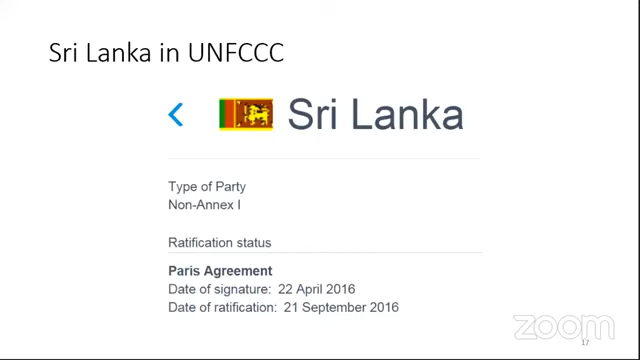 Sri Lanka in UNFCCC
Sri Lanka
Type of Party
Non-Annex I
Ratification status
Paris Agreement
Date of signature: 22 April 2016
Date of ratification: 21 September 2016
zoom
17